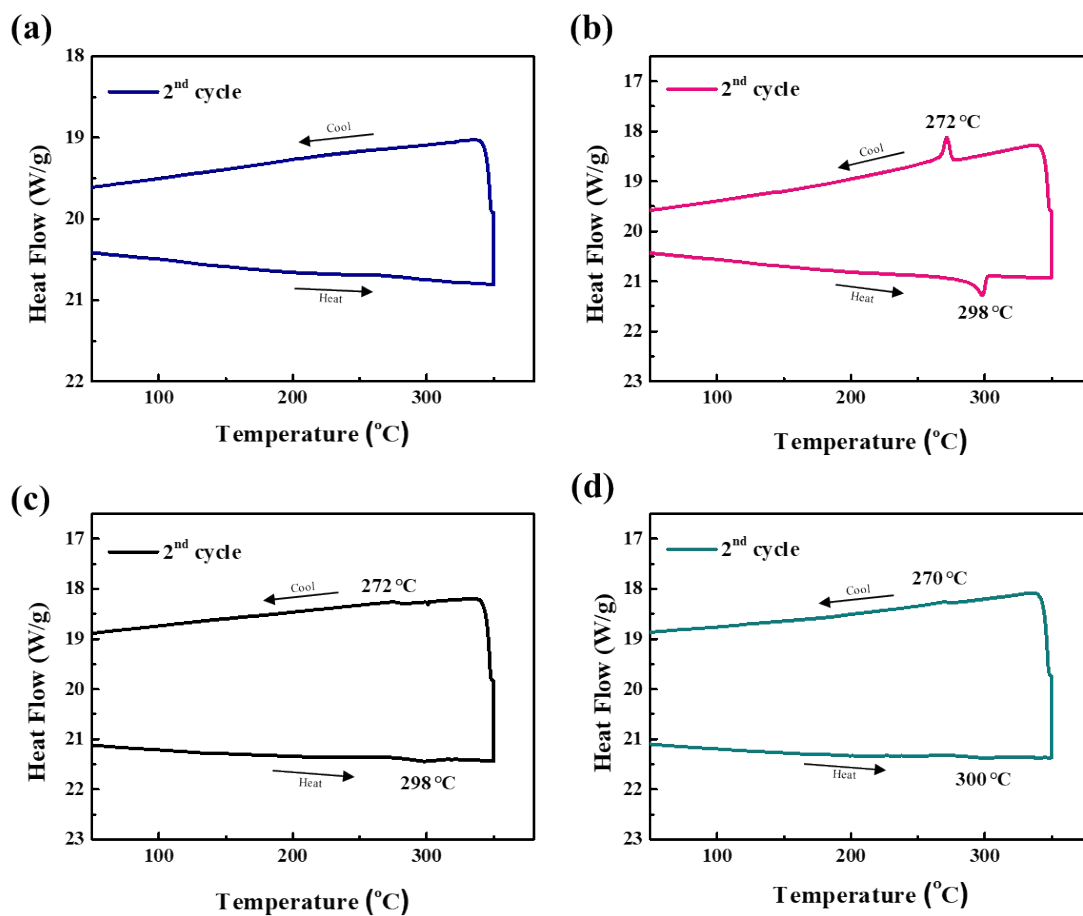 (a)
18
19
20
21
22
Heat Flow (W/g)
2nd cycle
Cool
Heat
100
200
300
Temperature (°C)
(b)
17
18
19
20
21
22
23
Heat Flow (W/g)
2nd cycle
272 °C
Cool
Heat
298 °C
100
200
300
Temperature (°C)
(c)
17
18
19
20
21
22
23
Heat Flow (W/g)
2nd cycle
Cool
272 °C
Heat
298 °C
100
200
300
Temperature (°C)
(d)
17
18
19
20
21
22
23
Heat Flow (W/g)
2nd cycle
Cool
270 °C
Heat
300 °C
100
200
300
Temperature (°C)